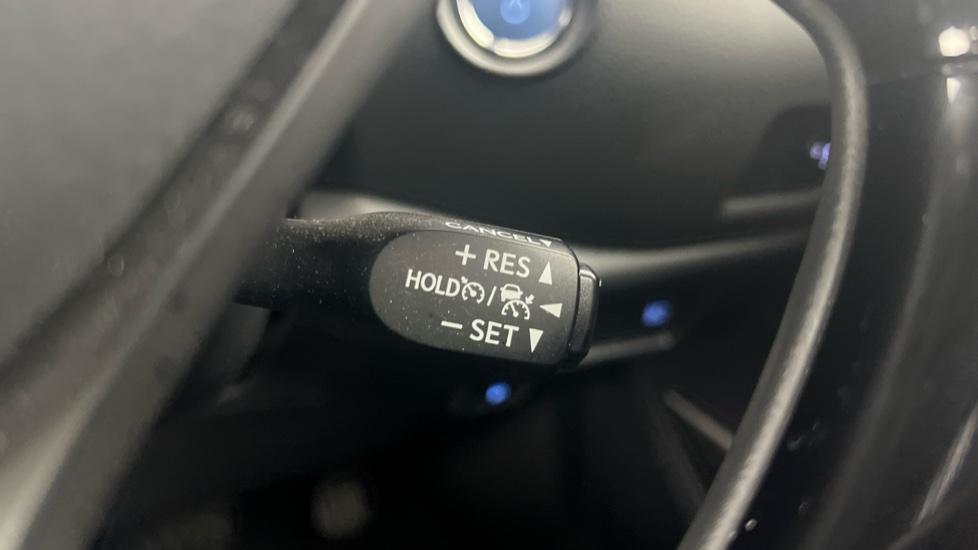 CANCEL ▼
+ RES ▲
HOLD / ◀
− SET ▼